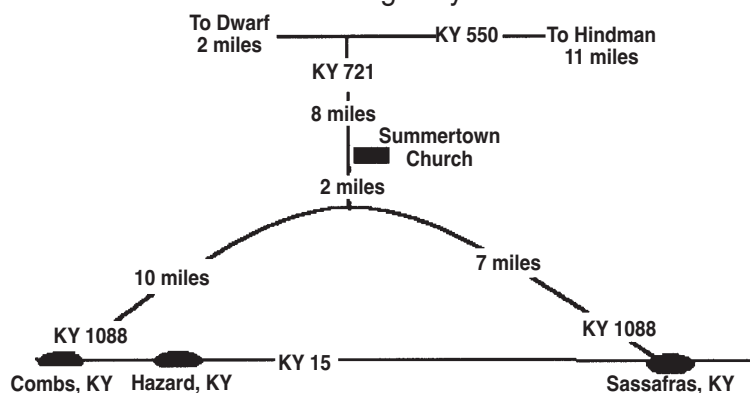 To Dwarf
2 miles
KY 550
To Hindman
11 miles
KY 721
8 miles
Summertown
Church
2 miles
10 miles
7 miles
KY 1088
KY 1088
KY 15
Combs, KY
Hazard, KY
Sassafras, KY